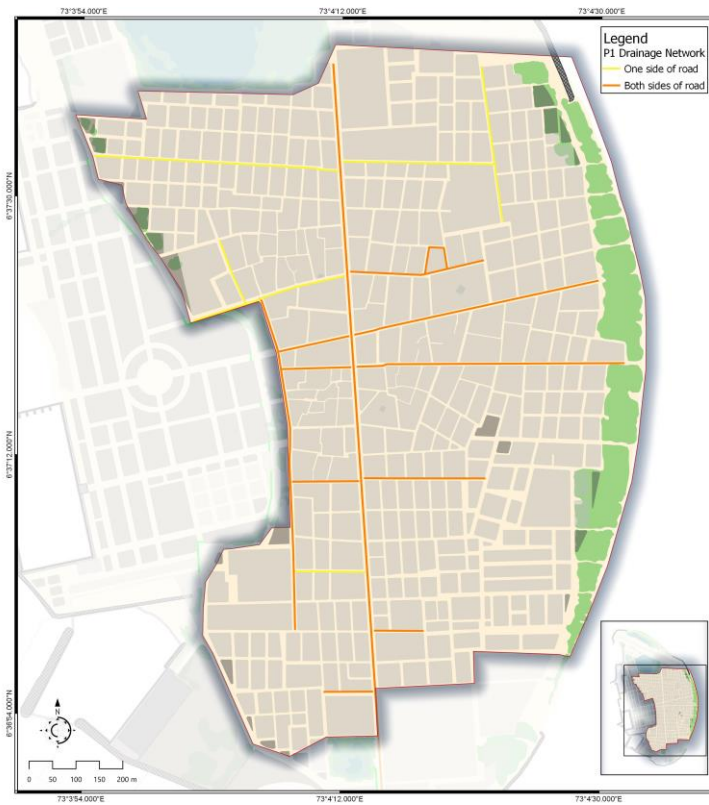 73°3'54.000"E
73°4'12.000"E
73°4'30.000"E
Legend
P1 Drainage Network
One side of road
Both sides of road
6°37'30.000"N
6°37'12.000"N
6°36'54.000"N
N
0 50 100 150 200 m
73°3'54.000"E
73°4'12.000"E
73°4'30.000"E